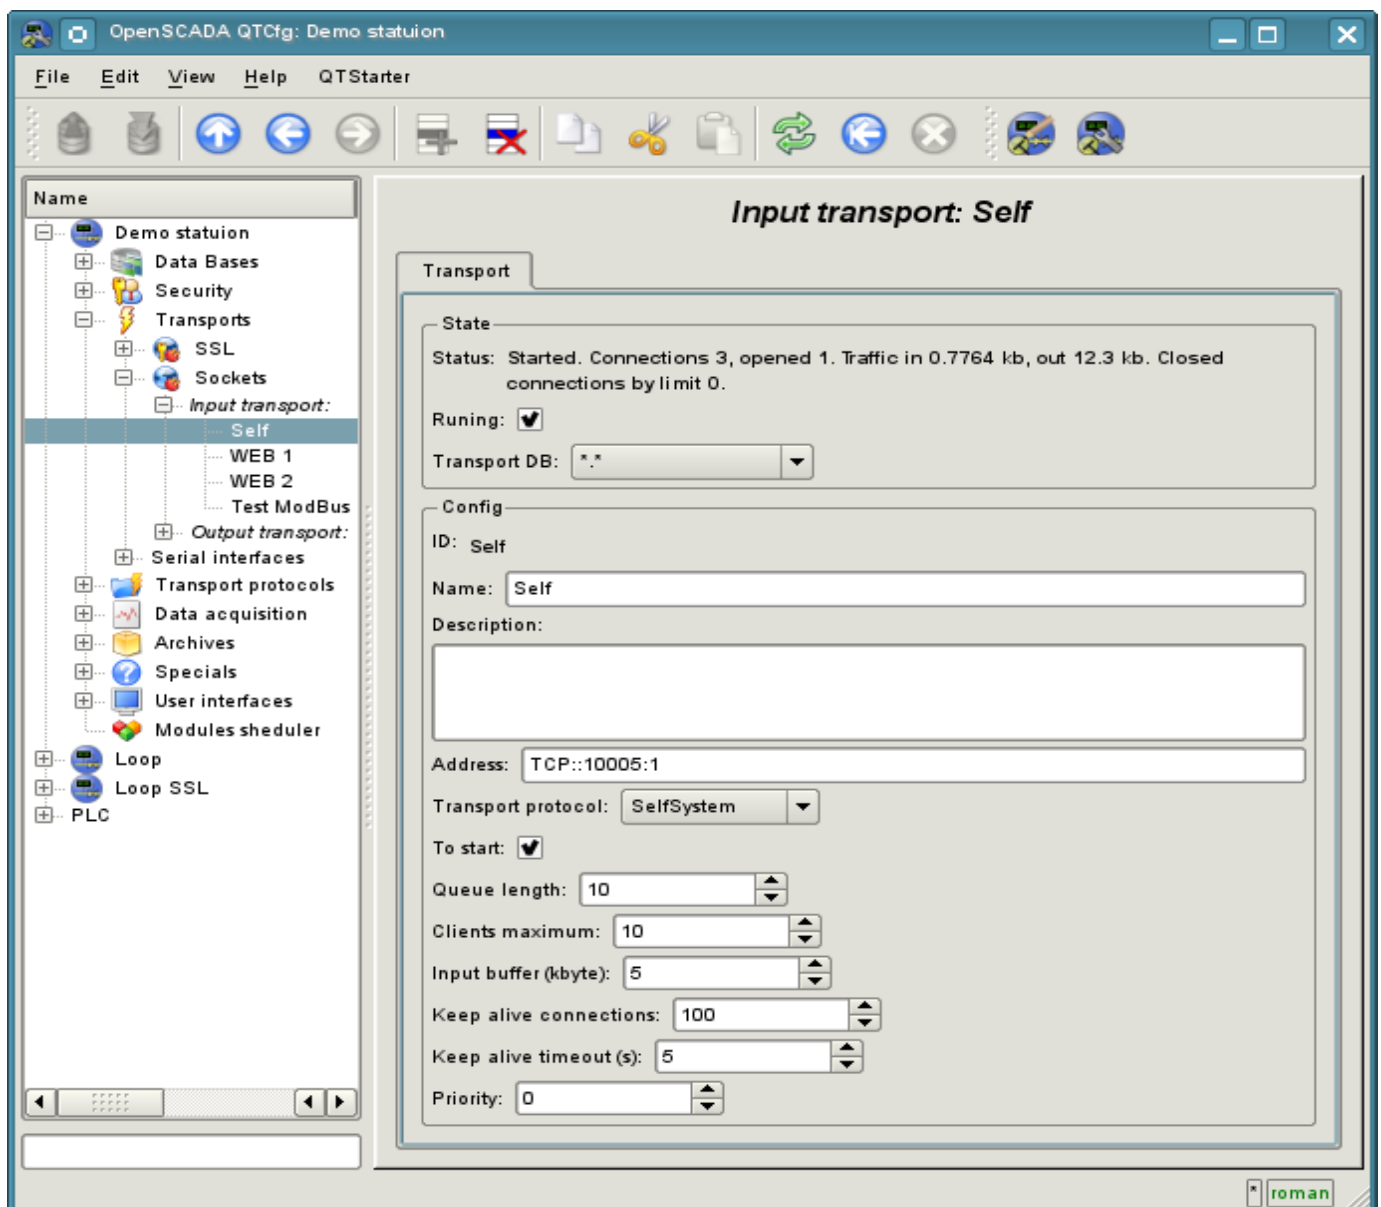 OpenSCADA QTCfg: Demo statuion
File Edit View Help QTStarter
Name
Demo statuion
Data Bases
Security
Transports
SSL
Sockets
Input transport:
Self
WEB 1
WEB 2
Test ModBus
Output transport:
Serial interfaces
Transport protocols
Data acquisition
Archives
Specials
User interfaces
Modules sheduler
Loop
Loop SSL
PLC
Input transport: Self
Transport
State
Status: Started. Connections 3, opened 1. Traffic in 0.7764 kb, out 12.3 kb. Closed
connections by limit 0.
Runing:
Transport DB: *.*
Config
ID: Self
Name: Self
Description:
Address: TCP::10005:1
Transport protocol: SelfSystem
To start:
Queue length: 10
Clients maximum: 10
Input buffer (kbyte): 5
Keep alive connections: 100
Keep alive timeout (s): 5
Priority: 0
* roman